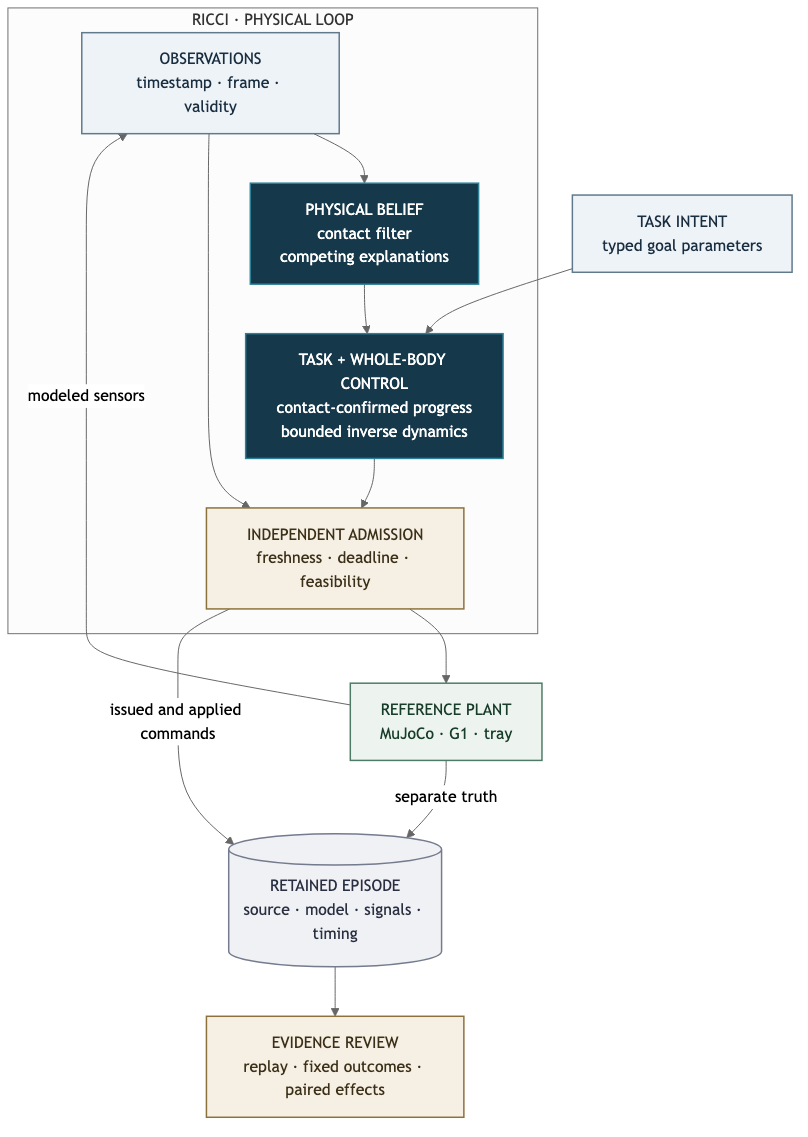 RICCI · PHYSICAL LOOP
OBSERVATIONS
timestamp · frame ·
validity
PHYSICAL BELIEF
contact filter
competing explanations
TASK INTENT
typed goal parameters
TASK + WHOLE-BODY
CONTROL
contact-confirmed progress
bounded inverse dynamics
modeled sensors
INDEPENDENT ADMISSION
freshness · deadline ·
feasibility
REFERENCE PLANT
MuJoCo · G1 · tray
issued and applied
commands
separate truth
RETAINED EPISODE
source · model · signals ·
timing
EVIDENCE REVIEW
replay · fixed outcomes ·
paired effects